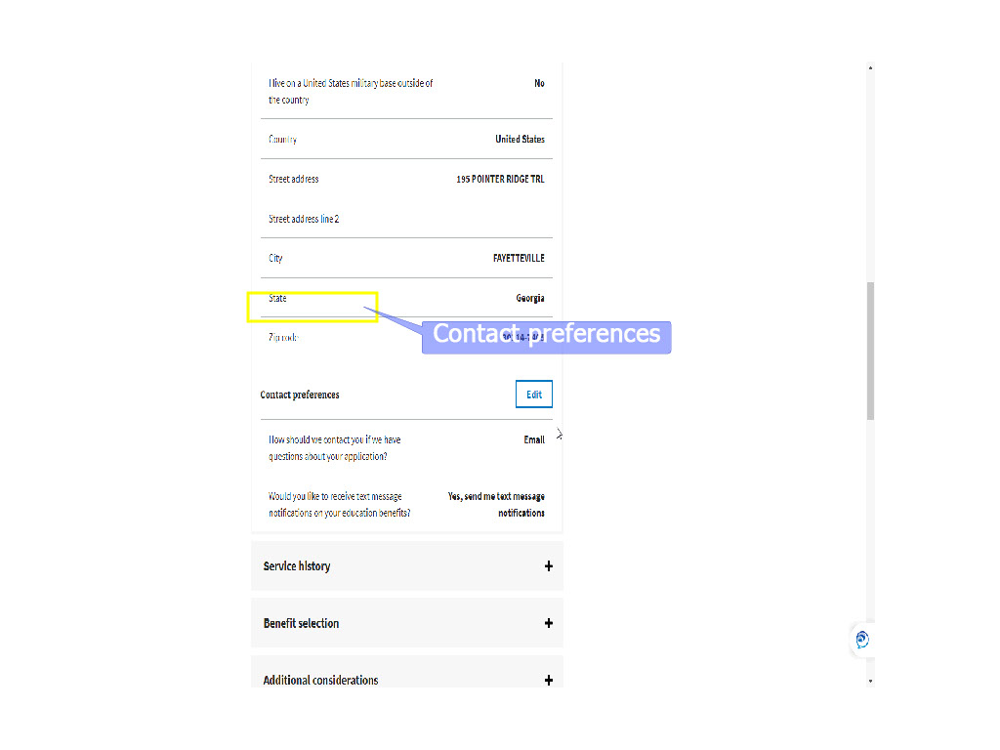 I live on a United States military base outside of
the country
No
Country
United States
Street address
195 POINTER RIDGE TRL
Street address line 2
City
FAYETTEVILLE
State
Georgia
Zip code
Contact preferences
Contact preferences
Edit
How should we contact you if we have
questions about your application?
Email
Would you like to receive text message
notifications on your education benefits?
Yes, send me text message
notifications
Service history
Benefit selection
Additional considerations